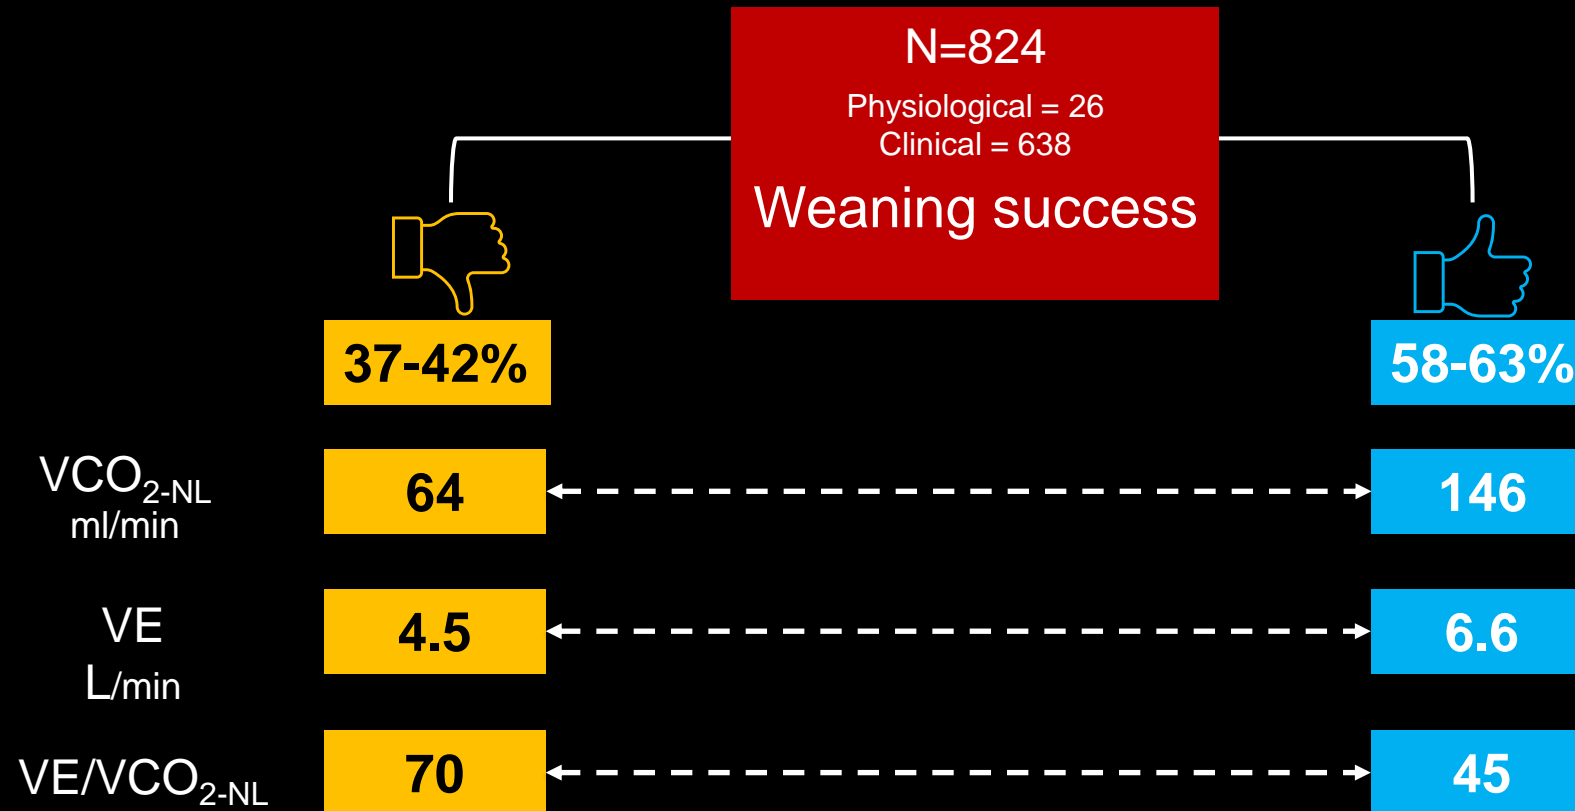 N=824
Physiological = 26
Clinical = 638
Weaning success
37-42%
58-63%
VCO2-NL
ml/min
64
146
VE
L/min
4.5
6.6
VE/VCO2-NL
70
45